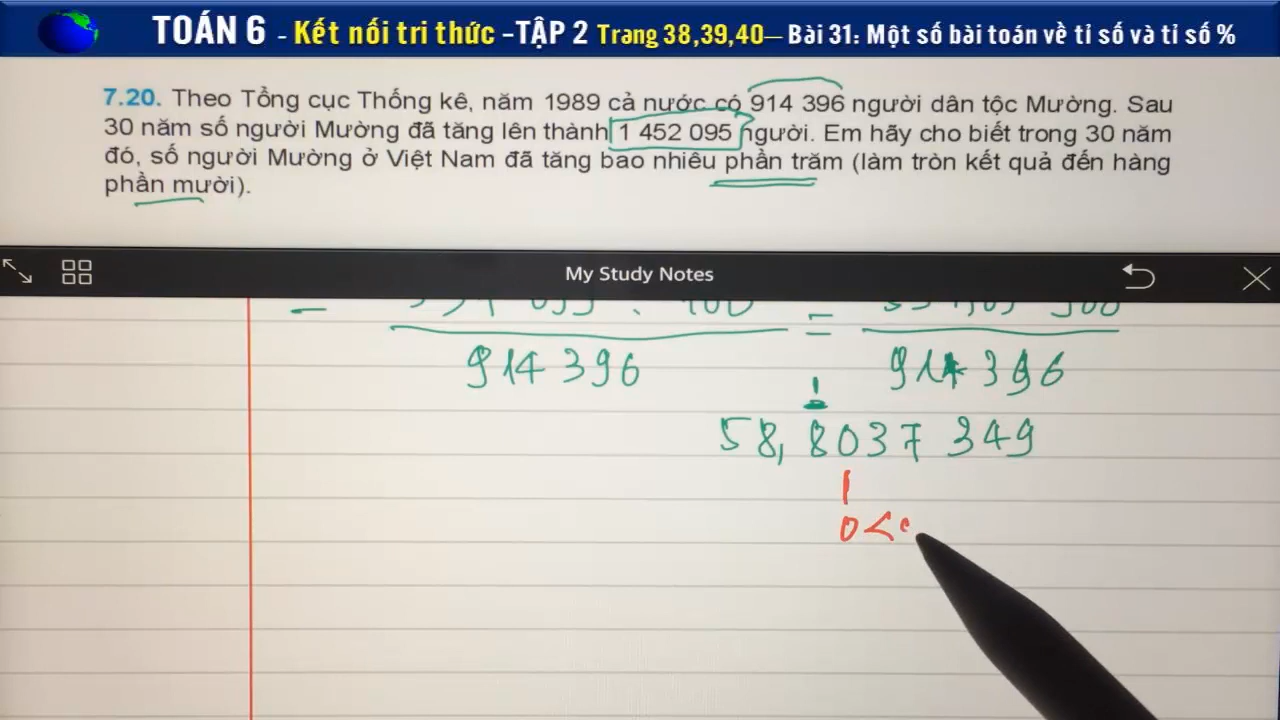 TOÁN 6 - Kết nối tri thức -TẬP 2 Trang 38,39,40— Bài 31: Một số bài toán về tỉ số và tỉ số %
7.20. Theo Tổng cục Thống kê, năm 1989 cả nước có 914 396 người dân tộc Mường. Sau
30 năm số người Mường đã tăng lên thành 1 452 095 người. Em hãy cho biết trong 30 năm
đó, số người Mường ở Việt Nam đã tăng bao nhiêu phần trăm (làm tròn kết quả đến hàng
phần mười).
My Study Notes
=
914 396 914 396
58,8037 349
0 <